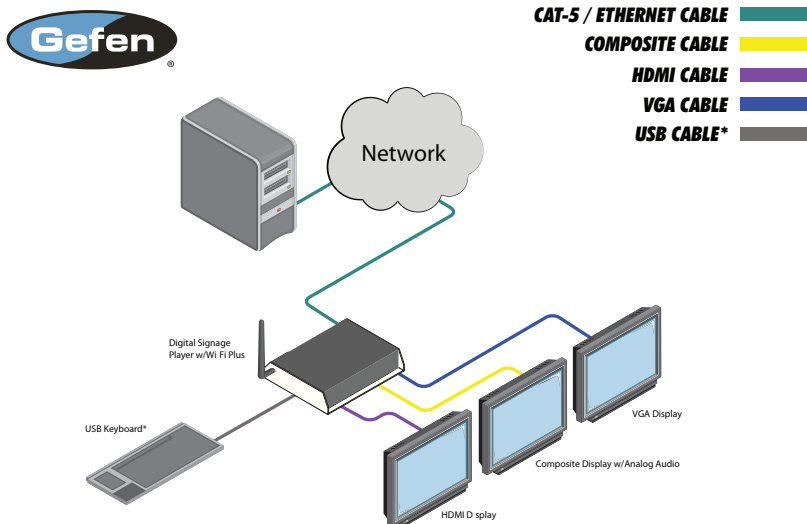 Gefen
®
CAT-5 / ETHERNET CABLE
COMPOSITE CABLE
HDMI CABLE
VGA CABLE
USB CABLE*
Network
Digital Signage
Player w/Wi Fi Plus
USB Keyboard*
VGA Display
Composite Display w/Analog Audio
HDMI D splay